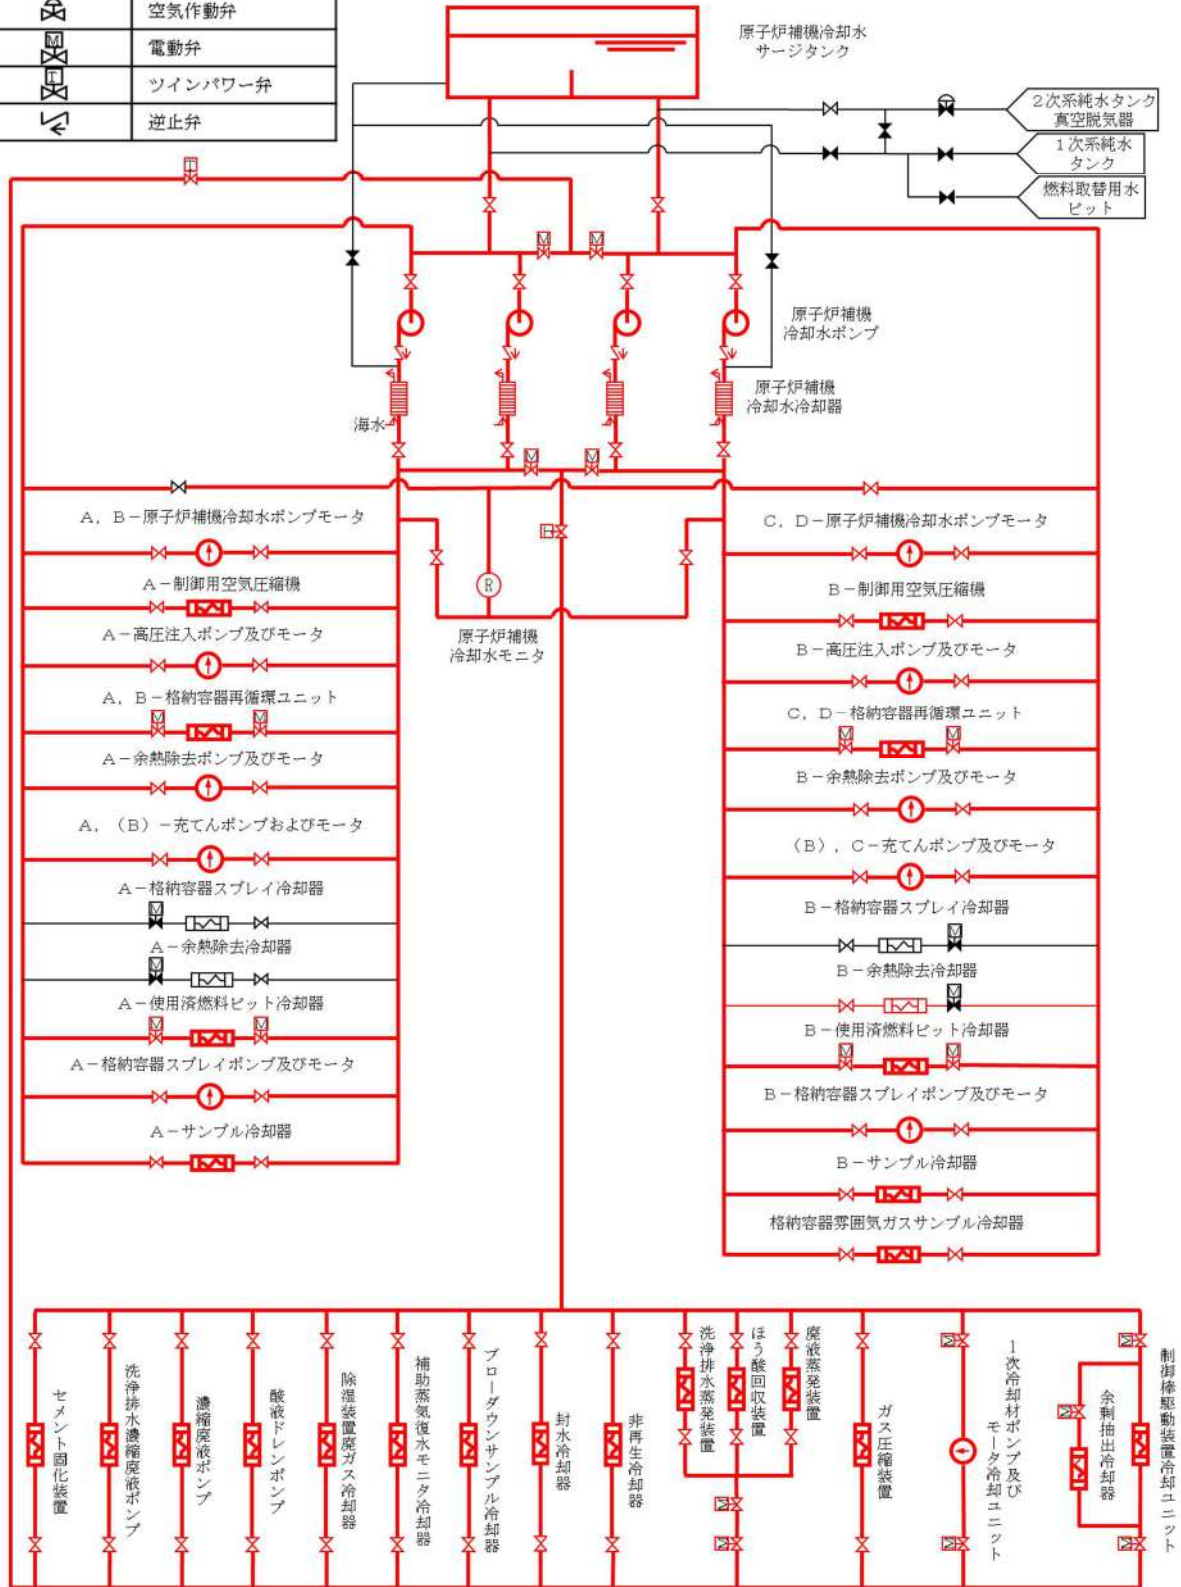 空気作動弁
M
電動弁
T
ツインパワー弁
逆止弁
原子炉補機冷却水
サージタンク
2次系純水タンク
真空脱気器
1次系純水
タンク
燃料取替用水
ピット
T
M
M
原子炉補機
冷却水ポンプ
原子炉補機
冷却水冷却器
海水
M
M
A,B-原子炉補機冷却水ポンプモータ
C,D-原子炉補機冷却水ポンプモータ
T
A-制御用空気圧縮機
R
B-制御用空気圧縮機
A-高圧注入ポンプ及びモータ
原子炉補機
冷却水モニタ
B-高圧注入ポンプ及びモータ
A,B-格納容器再循環ユニット
M
M
C,D-格納容器再循環ユニット
M
M
A-余熱除去ポンプ及びモータ
B-余熱除去ポンプ及びモータ
A,(B)-充てんポンプおよびモータ
(B),C-充てんポンプ及びモータ
A-格納容器スプレイ冷却器
M
B-格納容器スプレイ冷却器
M
A-余熱除去冷却器
M
B-余熱除去冷却器
M
A-使用済燃料ピット冷却器
M
M
B-使用済燃料ピット冷却器
M
M
A-格納容器スプレイポンプ及びモータ
B-格納容器スプレイポンプ及びモータ
A-サンプル冷却器
B-サンプル冷却器
格納容器雰囲気ガスサンプル冷却器
セメント固化装置
洗浄排水濃縮廃液ポンプ
濃縮廃液ポンプ
酸液ドレンポンプ
除湿装置廃ガス冷却器
補助蒸気復水モニタ冷却器
ブローダウンサンプル冷却器
封水冷却器
非再生冷却器
洗浄排水蒸発装置
ほう酸回収装置
廃液蒸発装置
M
M
ガス圧縮装置
M
M
1次冷却材ポンプ及び
モータ冷却ユニット
M
M
余剰抽出冷却器
M
制御棒駆動装置冷却ユニット